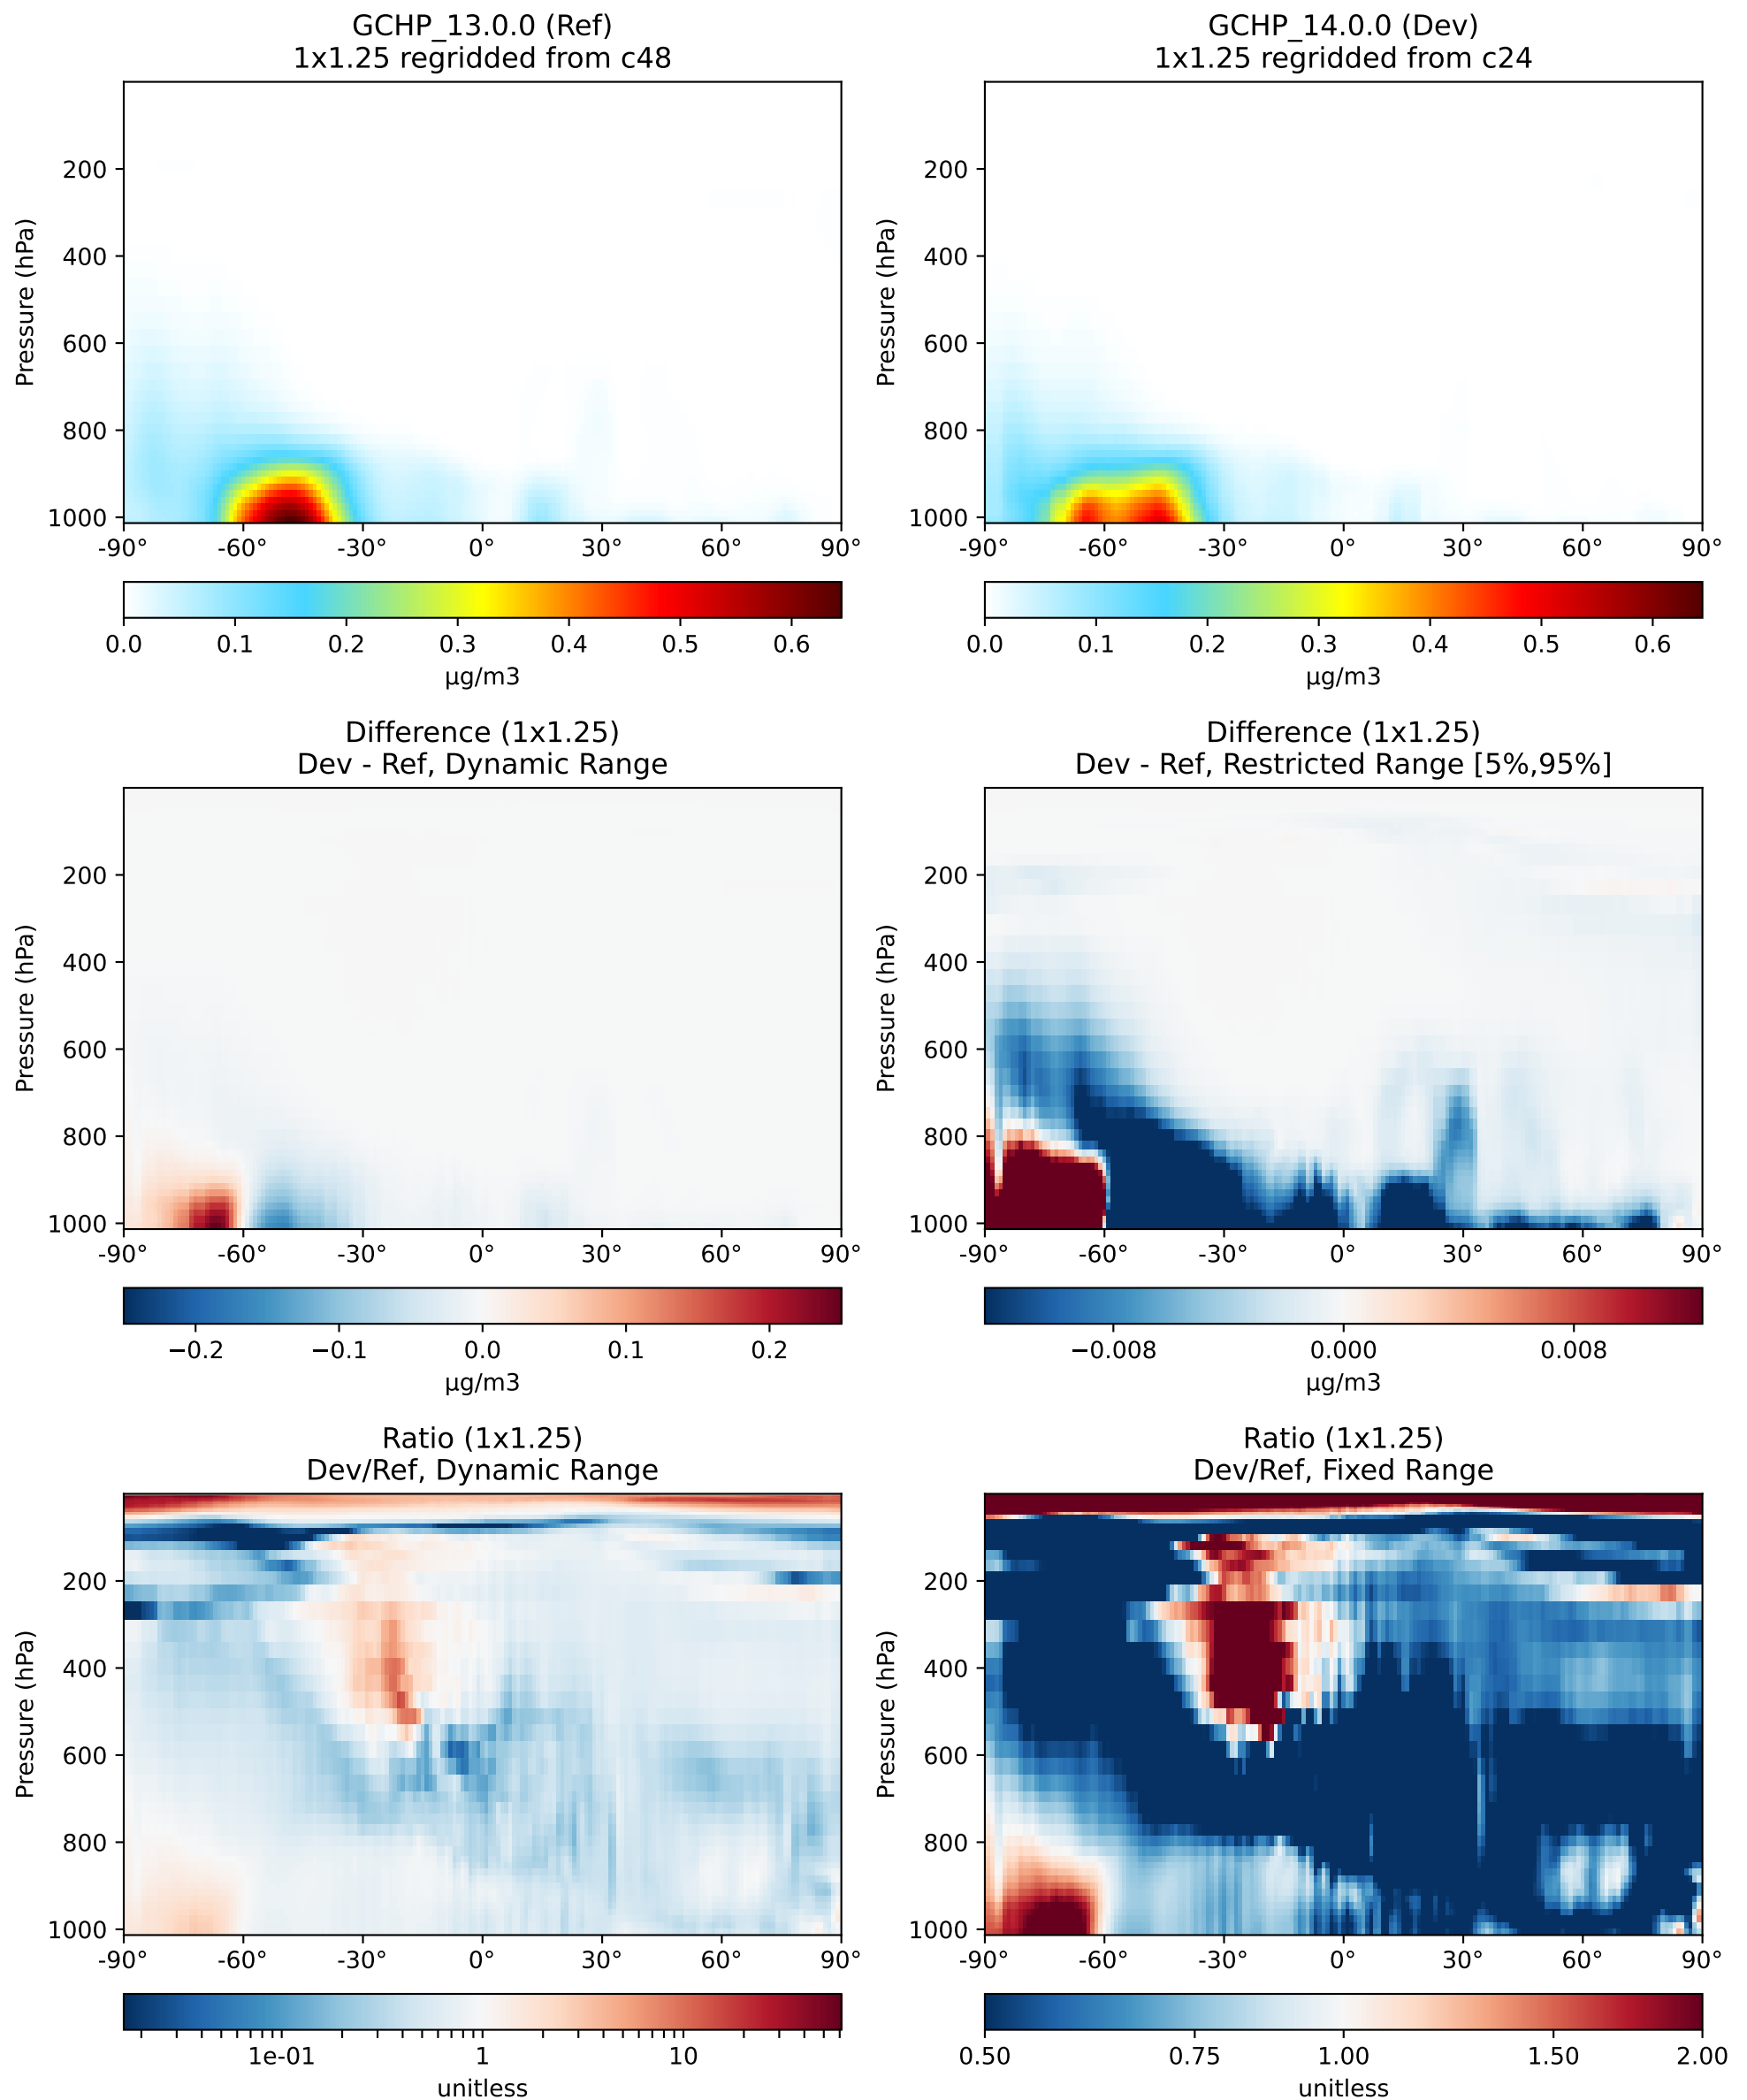 GCHP_13.0.0 (Ref)
1x1.25 regridded from c48
Pressure (hPa)
200
400
600
800
1000
-90° -60° -30° 0° 30° 60° 90°
0.0 0.1 0.2 0.3 0.4 0.5 0.6
µg/m3
GCHP_14.0.0 (Dev)
1x1.25 regridded from c24
Pressure (hPa)
200
400
600
800
1000
-90° -60° -30° 0° 30° 60° 90°
0.0 0.1 0.2 0.3 0.4 0.5 0.6
µg/m3
Difference (1x1.25)
Dev - Ref, Dynamic Range
Pressure (hPa)
200
400
600
800
1000
-90° -60° -30° 0° 30° 60° 90°
−0.2 −0.1 0.0 0.1 0.2
µg/m3
Difference (1x1.25)
Dev - Ref, Restricted Range [5%,95%]
Pressure (hPa)
200
400
600
800
1000
-90° -60° -30° 0° 30° 60° 90°
−0.008 0.000 0.008
µg/m3
Ratio (1x1.25)
Dev/Ref, Dynamic Range
Pressure (hPa)
200
400
600
800
1000
-90° -60° -30° 0° 30° 60° 90°
1e-01 1 10
unitless
Ratio (1x1.25)
Dev/Ref, Fixed Range
Pressure (hPa)
200
400
600
800
1000
-90° -60° -30° 0° 30° 60° 90°
0.50 0.75 1.00 1.50 2.00
unitless